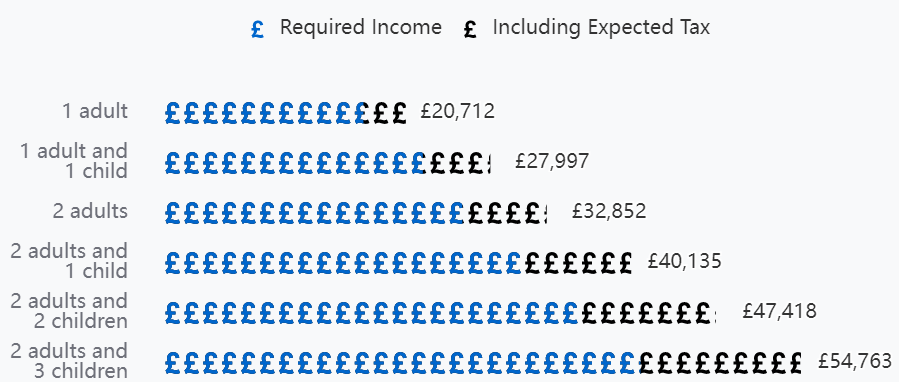 £ Required Income £ Including Expected Tax
1 adult £££££££££££££ £20,712
1 adult and
1 child ££££££££££££££££££ £27,997
2 adults £££££££££££££££££££££ £32,852
2 adults and
1 child £££££££££££££££££££££££££ £40,135
2 adults and
2 children ££££££££££££££££££££££££££££££ £47,418
2 adults and
3 children ££££££££££££££££££££££££££££££££££ £54,763